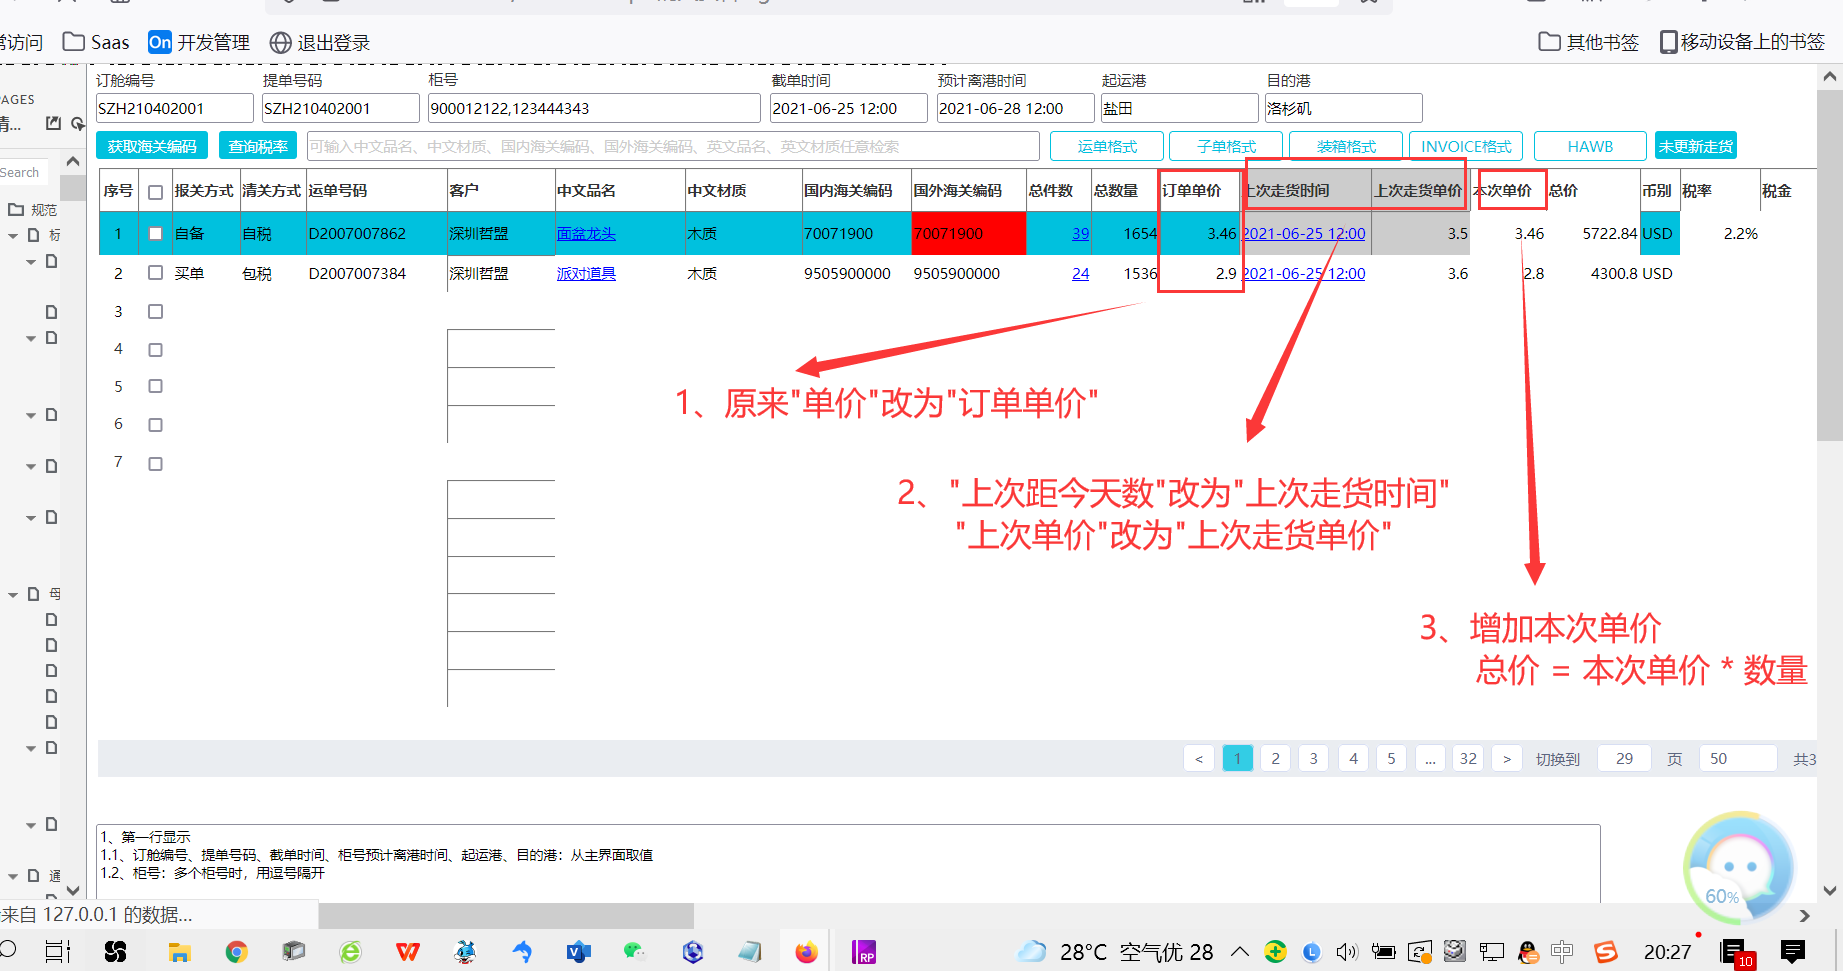 常访问 Saas On 开发管理 退出登录 其他书签 移动设备上的书签
PAGES
Search
规范
标
母
通
订舱编号 提单号码 柜号 截单时间 预计离港时间 起运港 目的港
SZH210402001 SZH210402001 900012122,123444343 2021-06-25 12:00 2021-06-28 12:00 盐田 洛杉矶
获取海关编码 查询税率 可输入中文品名、中文材质、国内海关编码、国外海关编码、英文品名、英文材质任意检索 运单格式 子单格式 装箱格式 INVOICE格式 HAWB 未更新走货
序号 报关方式 清关方式 运单号码 客户 中文品名 中文材质 国内海关编码 国外海关编码 总件数 总数量 订单单价 上次走货时间 上次走货单价 本次单价 总价 币别 税率 税金
1 自备 自税 D2007007862 深圳哲盟 面盆龙头 木质 70071900 70071900 39 1654 3.46 2021-06-25 12:00 3.5 3.46 5722.84 USD 2.2%
2 买单 包税 D2007007384 深圳哲盟 派对道具 木质 9505900000 9505900000 24 1536 2.9 2021-06-25 12:00 3.6 2.8 4300.8 USD
3
4
5
6
7
1、原来"单价"改为"订单单价"
2、"上次距今天数"改为"上次走货时间"
"上次单价"改为"上次走货单价"
3、增加本次单价
总价 = 本次单价 * 数量
< 1 2 3 4 5 ... 32 > 切换到 29 页 50 共3
1、第一行显示
1.1、订舱编号、提单号码、截单时间、柜号预计离港时间、起运港、目的港：从主界面取值
1.2、柜号：多个柜号时，用逗号隔开
60%
来自 127.0.0.1 的数据...
28°C 空气优 28 中 20:27 10